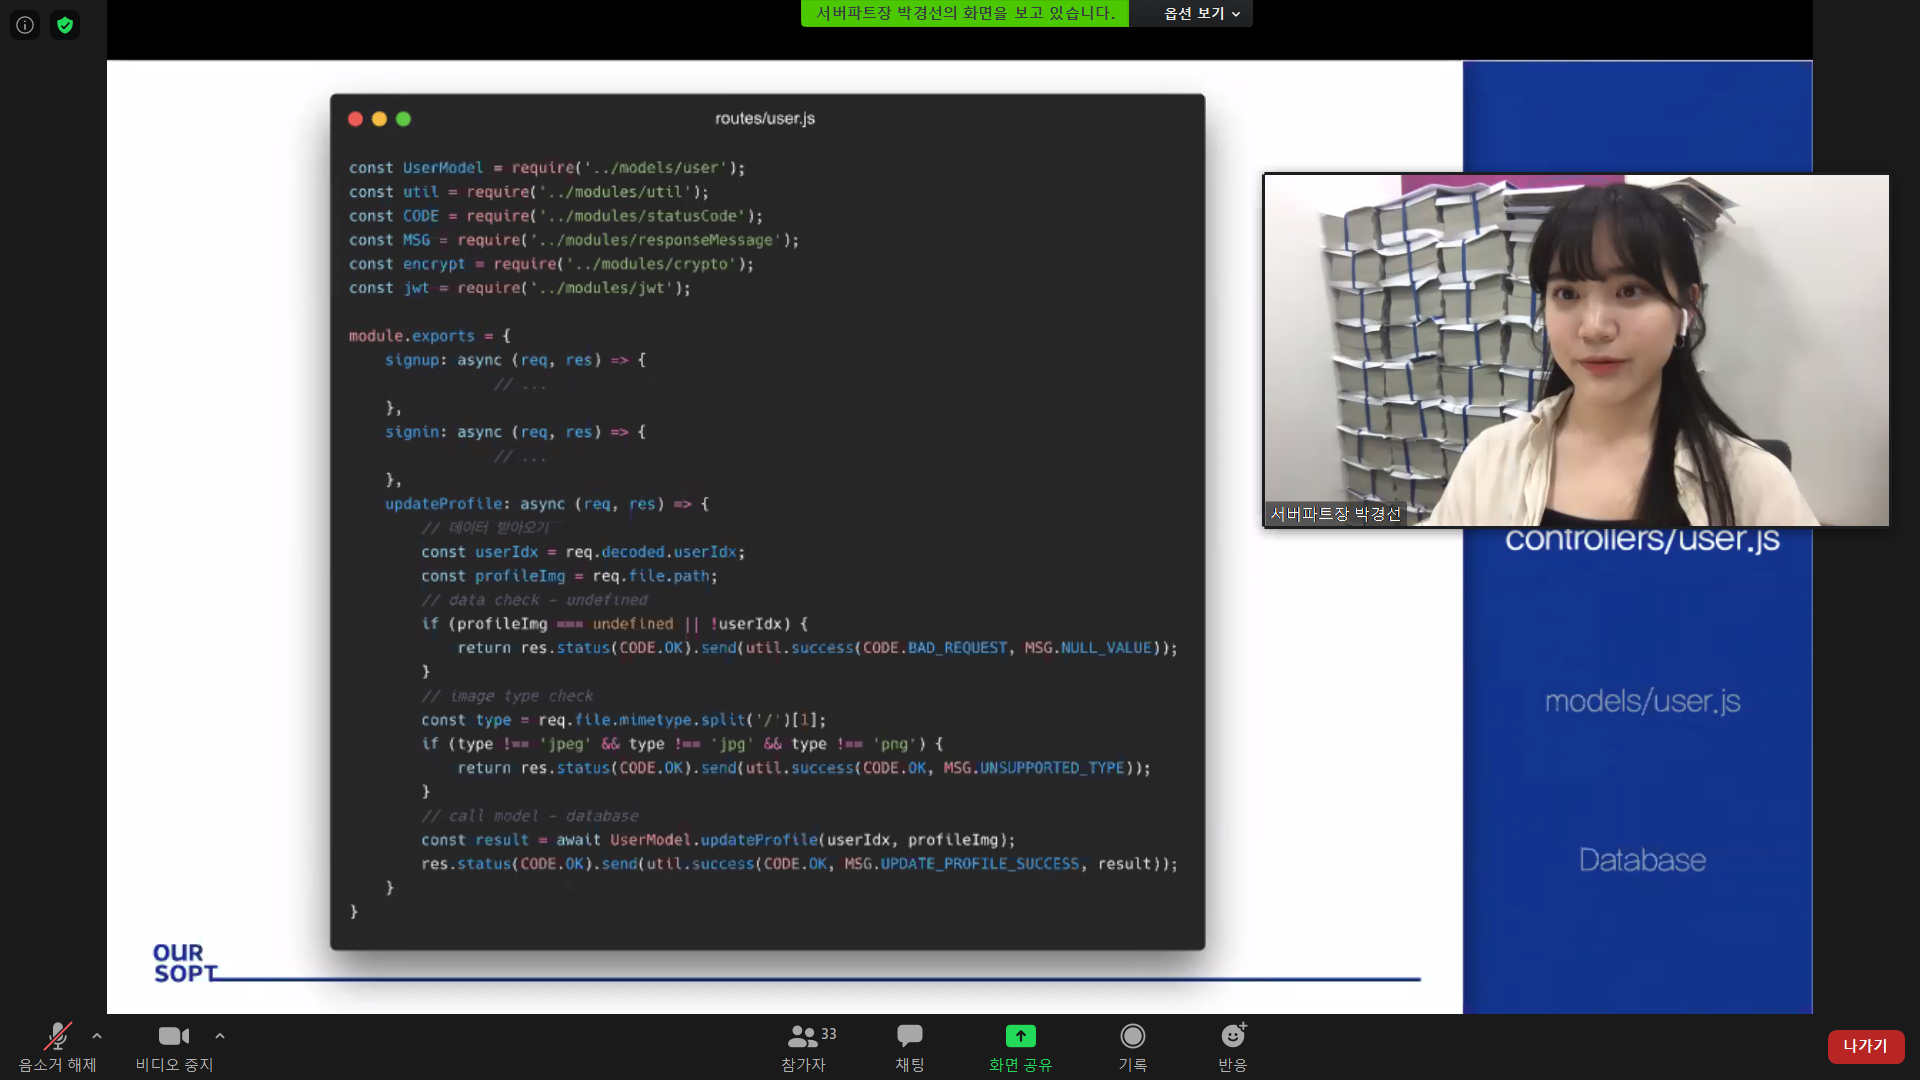 서버파트장 박경선의 화면을 보고 있습니다.
옵션 보기
routes/user.js
const UserModel = require('../models/user');
const util = require('../modules/util');
const CODE = require('../modules/statusCode');
const MSG = require('../modules/responseMessage');
const encrypt = require('../modules/crypto');
const jwt = require('../modules/jwt');
module.exports = {
signup: async (req, res) => {
// ...
},
signin: async (req, res) => {
// ...
},
updateProfile: async (req, res) => {
// 데이터 받아오기
const userIdx = req.decoded.userIdx;
const profileImg = req.file.path;
// data check - undefined
if (profileImg === undefined || !userIdx) {
return res.status(CODE.OK).send(util.success(CODE.BAD_REQUEST, MSG.NULL_VALUE));
}
// image type check
const type = req.file.mimetype.split('/')[1];
if (type !== 'jpeg' && type !== 'jpg' && type !== 'png') {
return res.status(CODE.OK).send(util.success(CODE.OK, MSG.UNSUPPORTED_TYPE));
}
// call model - database
const result = await UserModel.updateProfile(userIdx, profileImg);
res.status(CODE.OK).send(util.success(CODE.OK, MSG.UPDATE_PROFILE_SUCCESS, result));
}
}
서버파트장 박경선
controllers/user.js
models/user.js
Database
OUR
SOPT
음소거 해제
비디오 중지
33
참가자
채팅
화면 공유
기록
반응
나가기